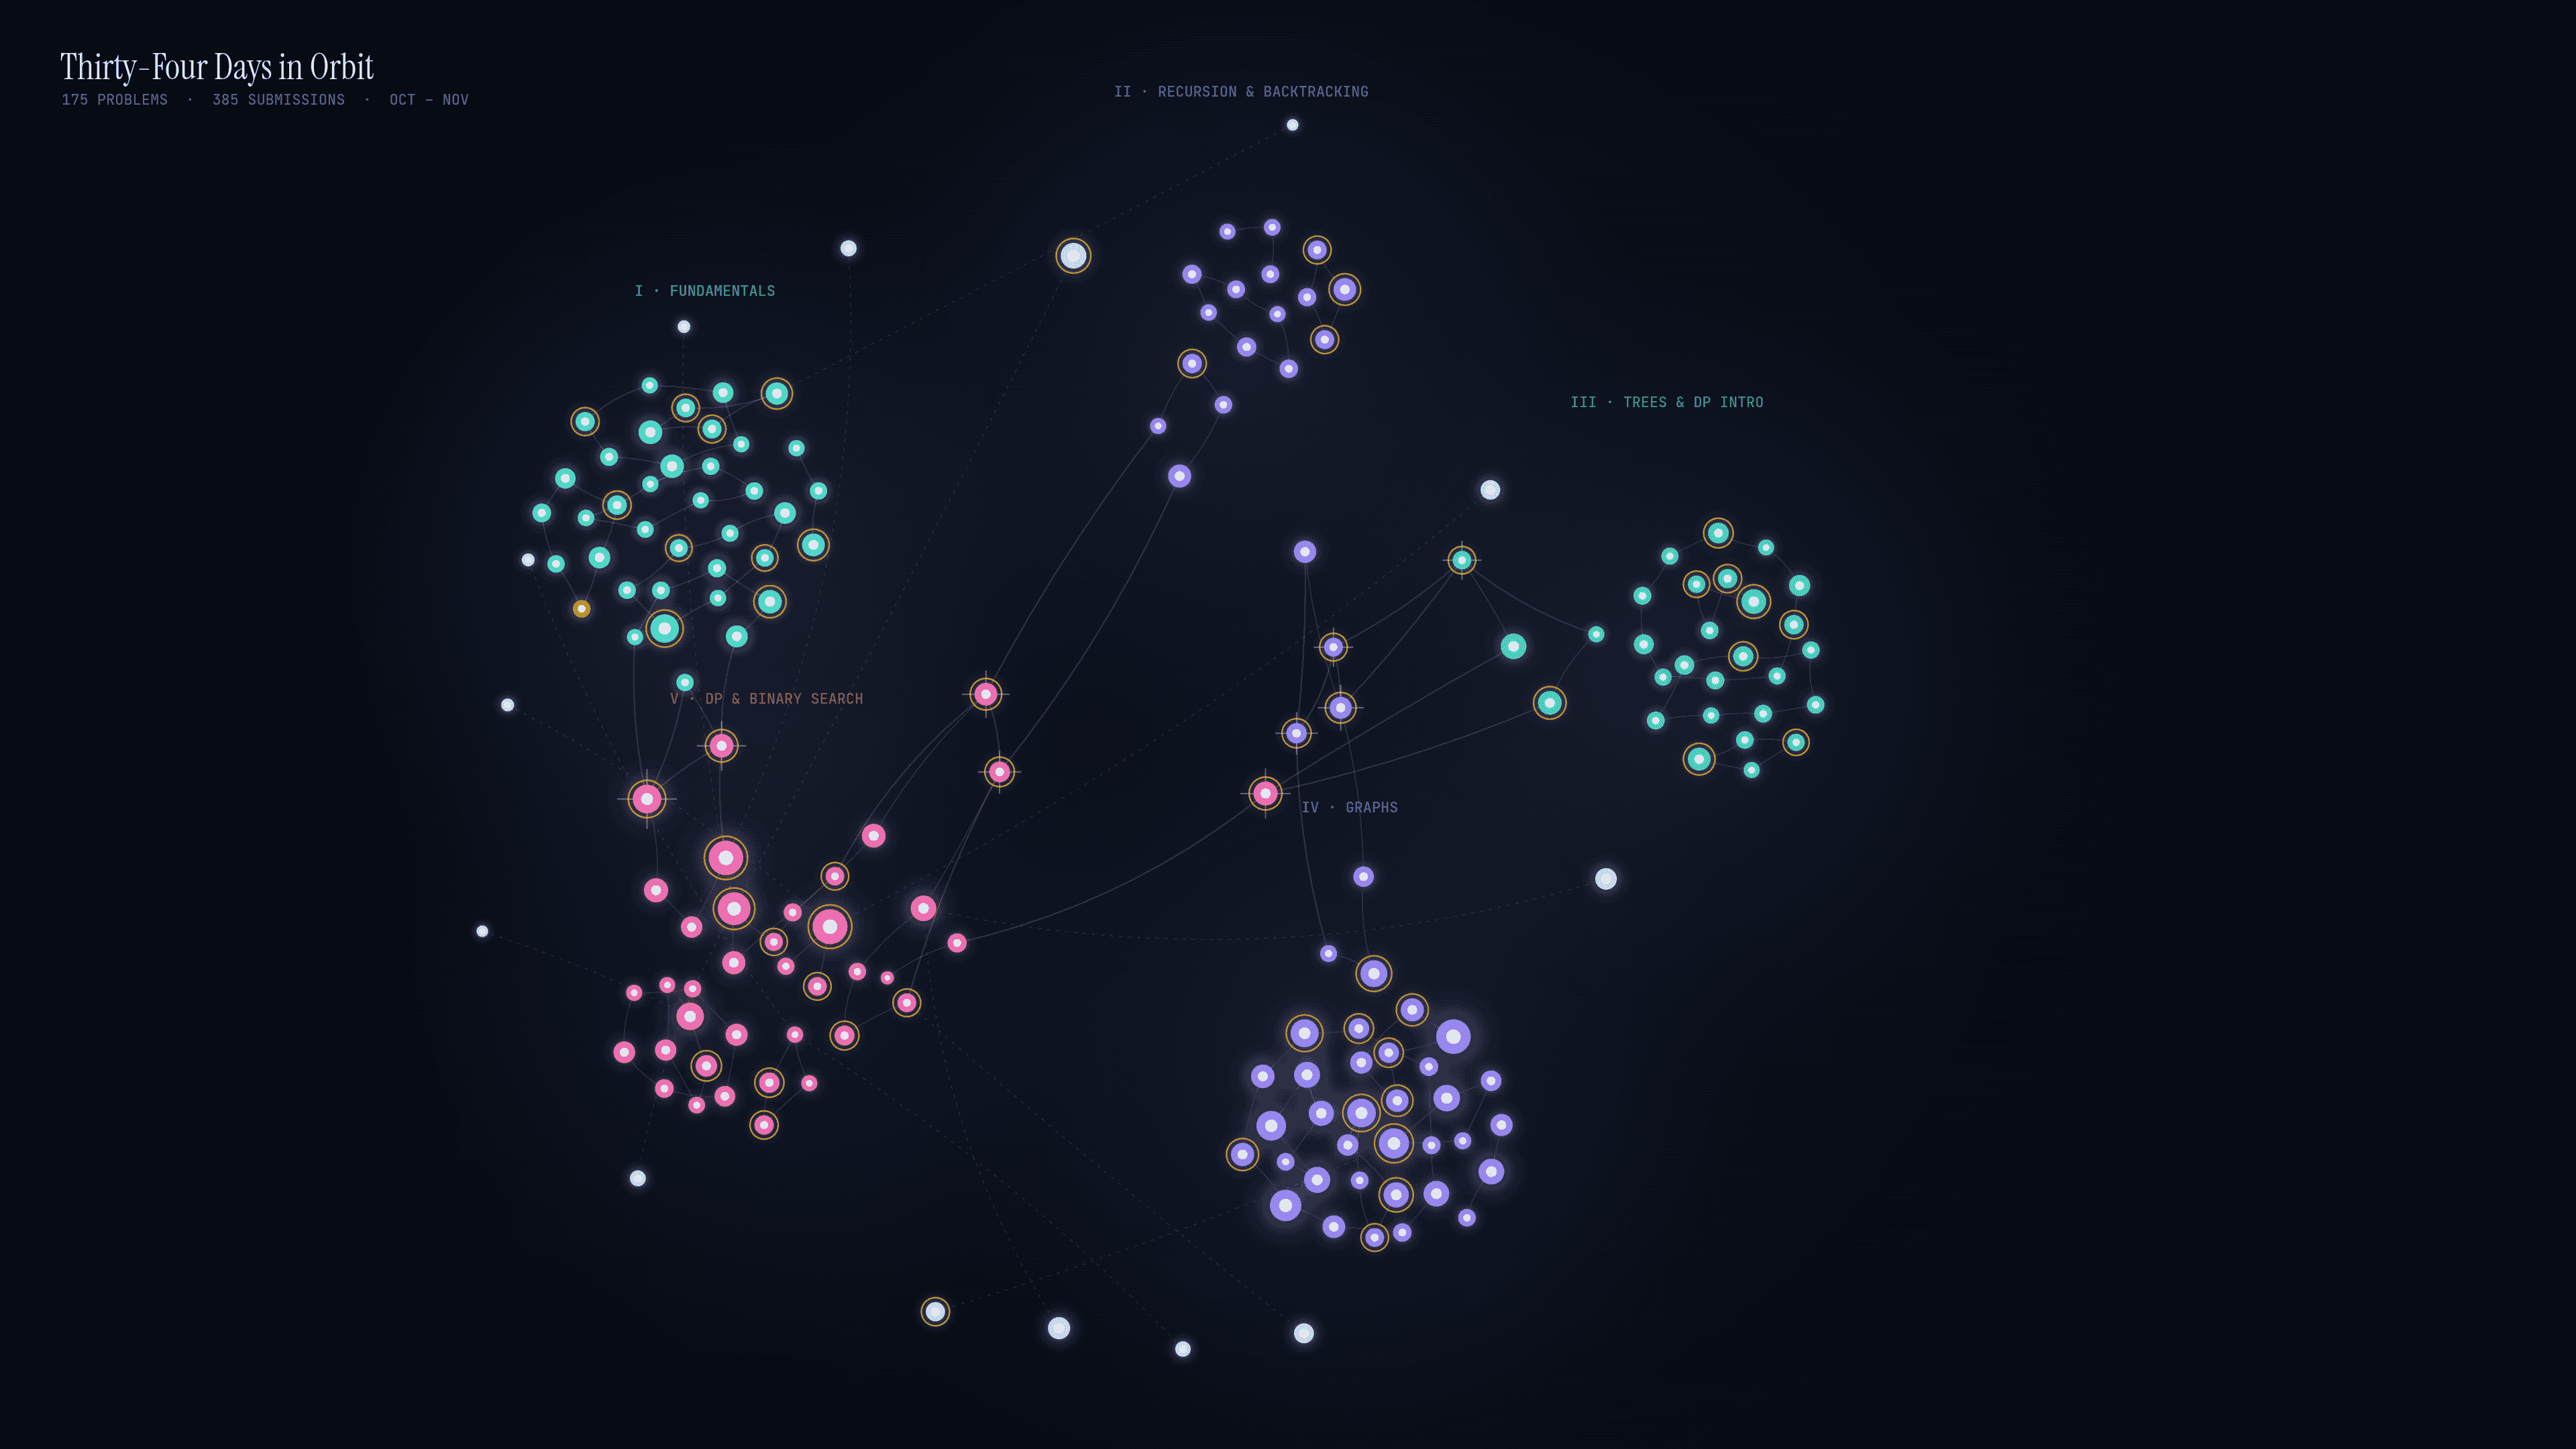 Thirty-Four Days in Orbit
175 PROBLEMS · 385 SUBMISSIONS · OCT – NOV
II · RECURSION & BACKTRACKING
I · FUNDAMENTALS
III · TREES & DP INTRO
V · DP & BINARY SEARCH
IV · GRAPHS